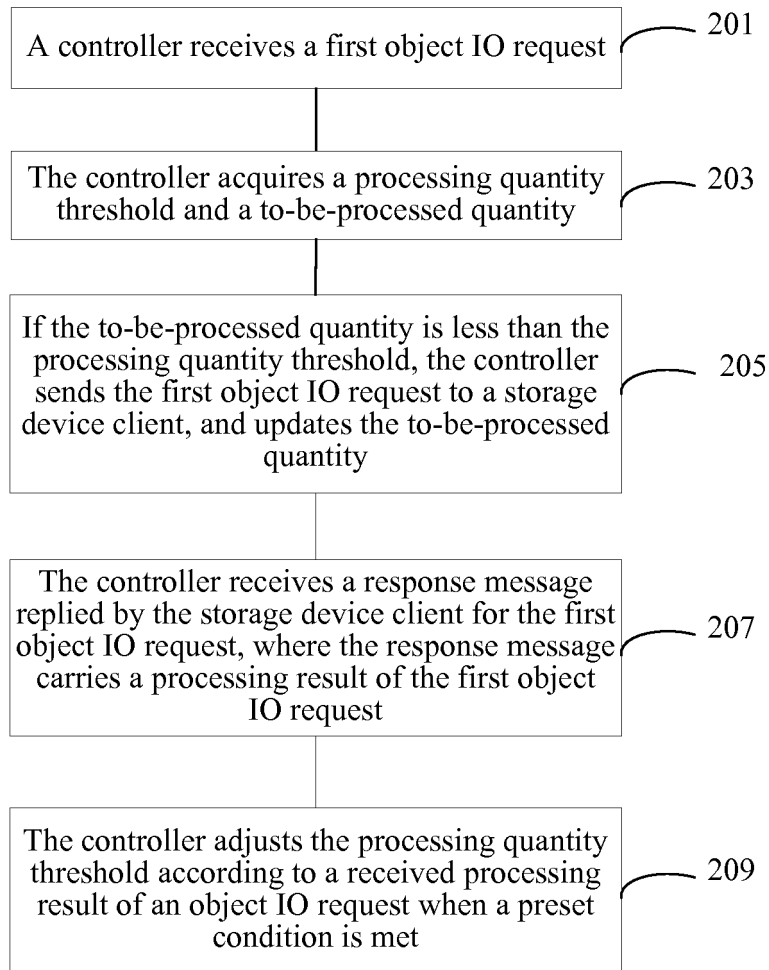 A controller receives a first object IO request
201
The controller acquires a processing quantity
threshold and a to-be-processed quantity
203
If the to-be-processed quantity is less than the
processing quantity threshold, the controller
sends the first object IO request to a storage
device client, and updates the to-be-processed
quantity
205
The controller receives a response message
replied by the storage device client for the first
object IO request, where the response message
carries a processing result of the first object
IO request
207
The controller adjusts the processing quantity
threshold according to a received processing
result of an object IO request when a preset
condition is met
209